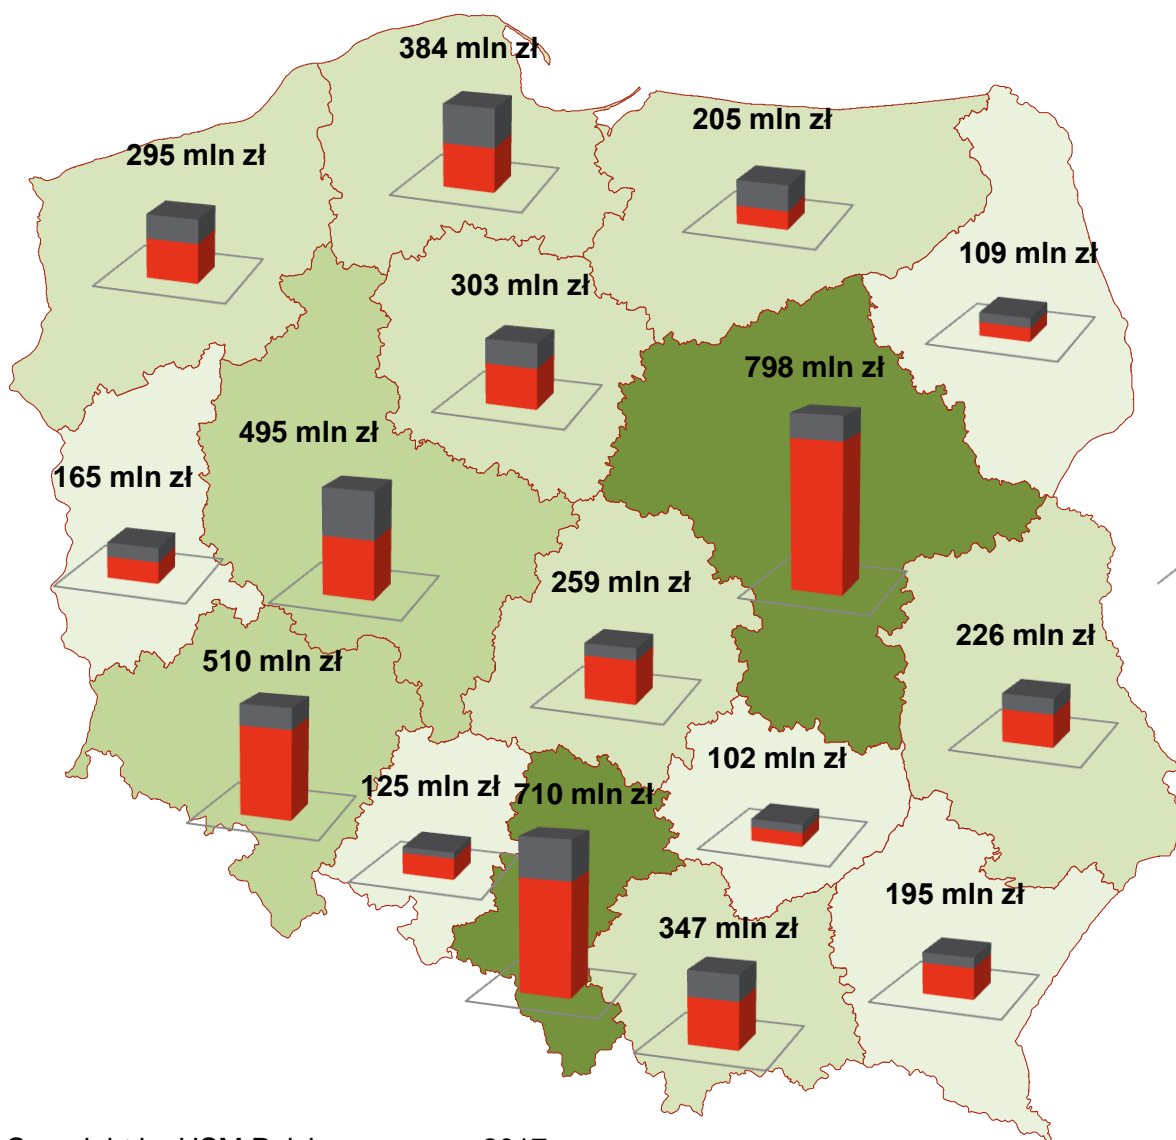 384 mln zł
205 mln zł
295 mln zł
109 mln zł
303 mln zł
798 mln zł
495 mln zł
165 mln zł
259 mln zł
226 mln zł
510 mln zł
102 mln zł
125 mln zł
710 mln zł
195 mln zł
347 mln zł